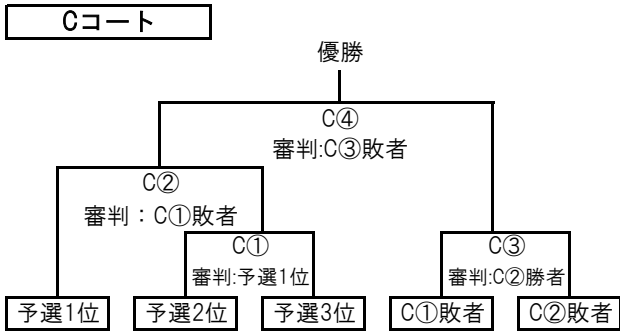 Cコート
優勝
C④
審判:C③敗者
C②
審判：C①敗者
C①
審判:予選1位
C③
審判:C②勝者
予選1位
予選2位
予選3位
C①敗者
C②敗者